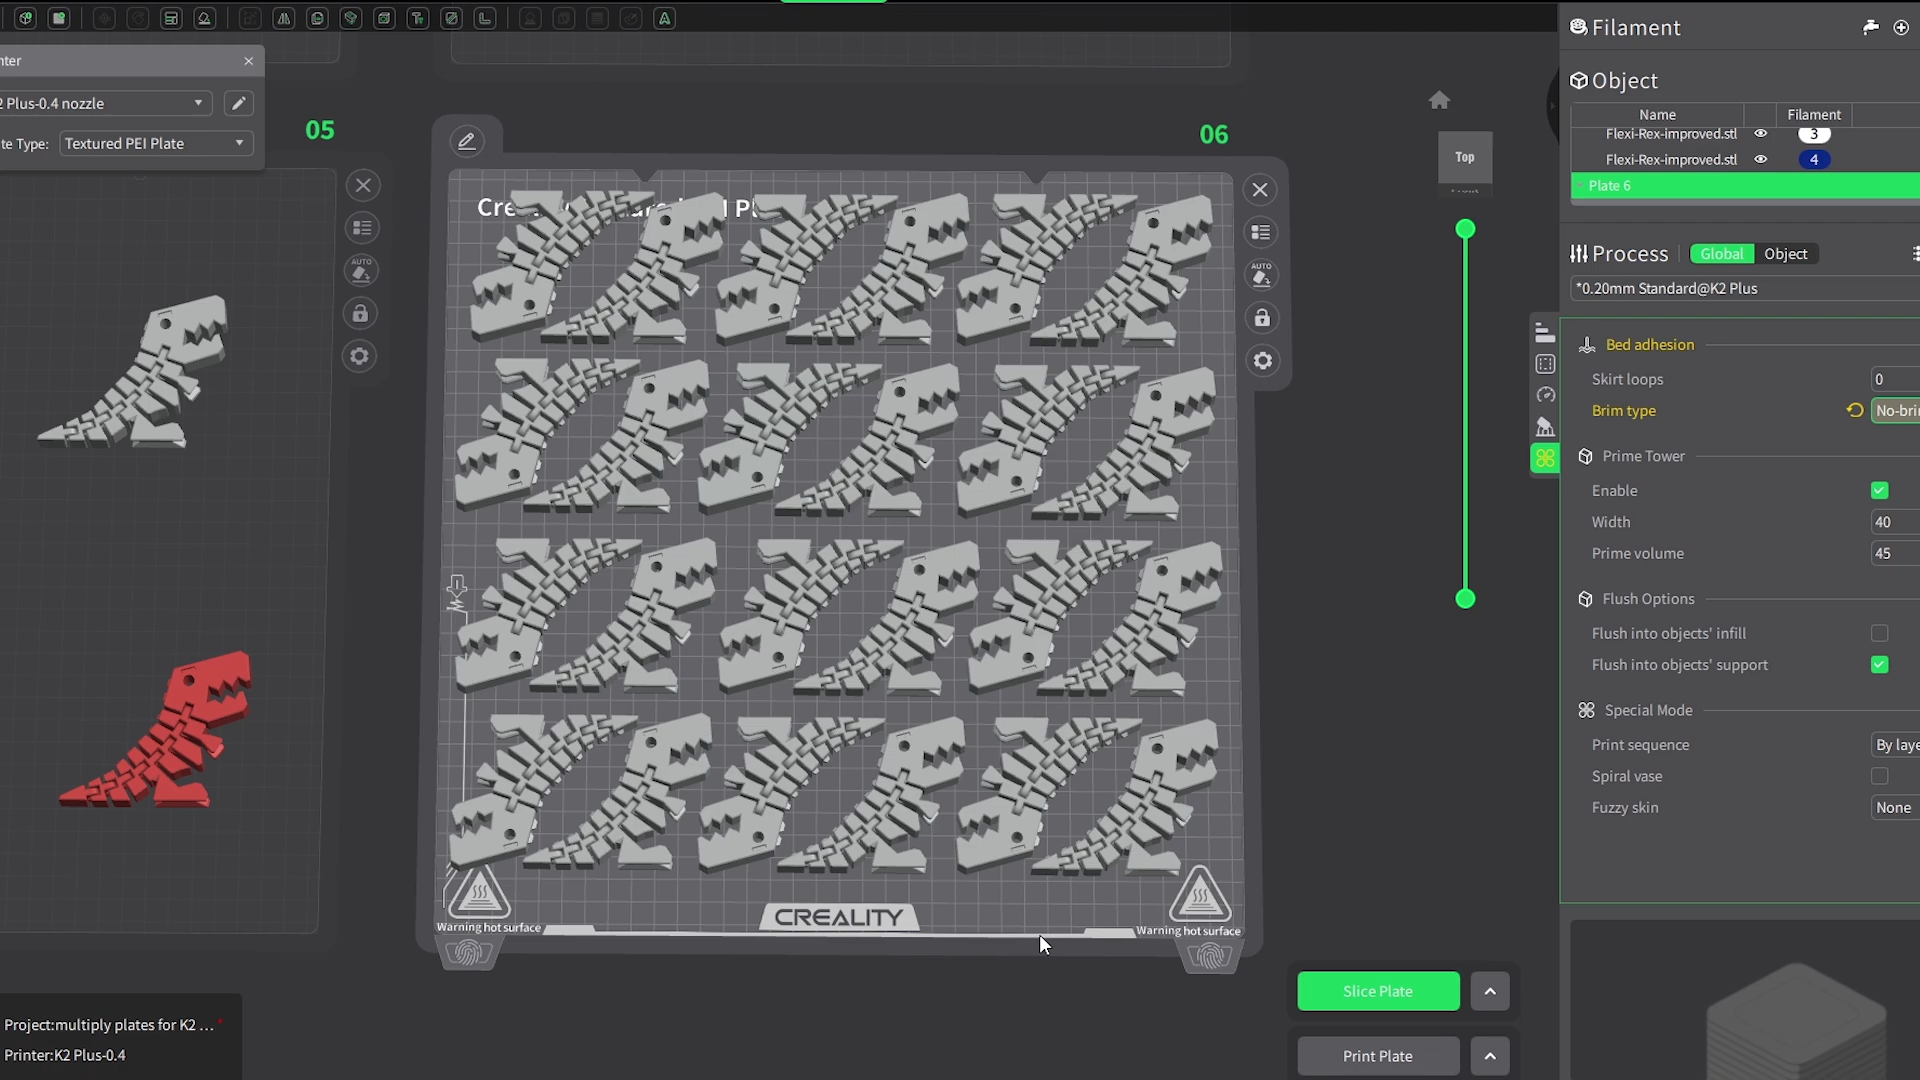 nter
2 Plus-0.4 nozzle
te Type: Textured PEI Plate
05
06
Warning hot surface
CREALITY
Warning hot surface
Top
Project:multiply plates for K2 ...*
Printer:K2 Plus-0.4
Slice Plate
Print Plate
Filament
Object
Name Filament
Flexi-Rex-improved.stl 3
Flexi-Rex-improved.stl 4
Plate 6
Process Global Object
*0.20mm Standard@K2 Plus
Bed adhesion
Skirt loops 0
Brim type No-brim
Prime Tower
Enable
Width 40
Prime volume 45
Flush Options
Flush into objects' infill
Flush into objects' support
Special Mode
Print sequence By laye
Spiral vase
Fuzzy skin None
AUTO
AUTO